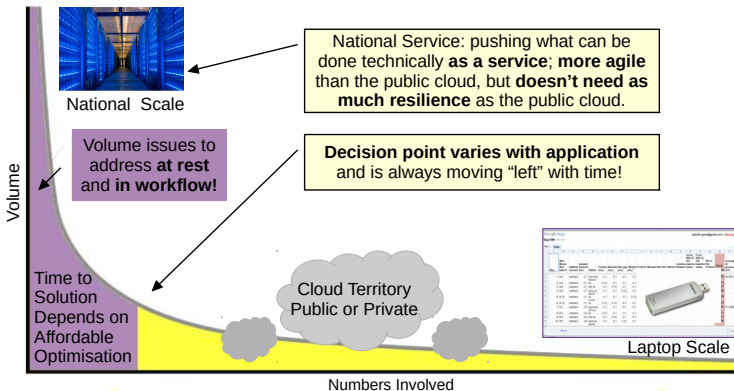 National Service: pushing what can be
done technically as a service; more agile
than the public cloud, but doesn't need as
much resilience as the public cloud.
National Scale
Volume issues to
address at rest
and in workflow!
Decision point varies with application
and is always moving “left” with time!
Volume
Time to
Solution
Depends on
Affordable
Optimisation
Cloud Territory
Public or Private
Laptop Scale
Numbers Involved